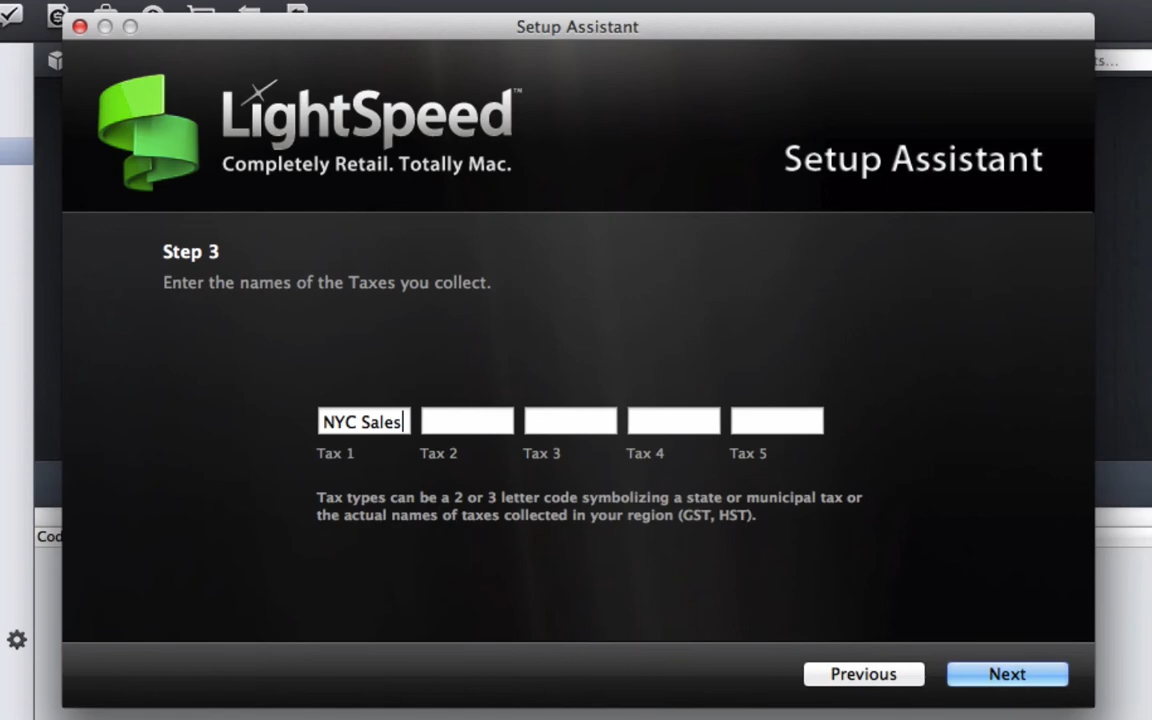 Setup Assistant
ts...
LightSpeed™
Completely Retail. Totally Mac.
Setup Assistant
Step 3
Enter the names of the Taxes you collect.
NYC Sales
Tax 1
Tax 2
Tax 3
Tax 4
Tax 5
Tax types can be a 2 or 3 letter code symbolizing a state or municipal tax or
the actual names of taxes collected in your region (GST, HST).
Cod
Previous
Next